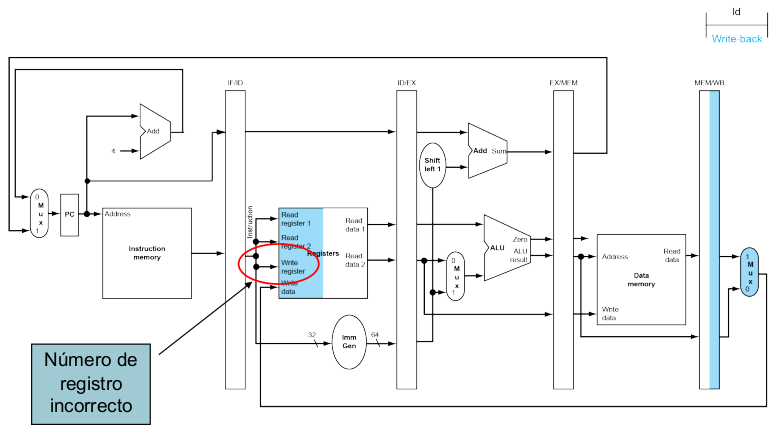 ld
Write-back
IF/ID
ID/EX
EX/MEM
MEM/WB
Add
4
Add
Sum
Shift
left 1
0
M
u
x
1
PC
Address
Instruction
memory
Instruction
Read
register 1
Read
register 2
Registers
Write
register
Write
data
Read
data 1
Read
data 2
0
M
u
x
1
ALU
Zero
ALU
result
Address
Read
data
Data
memory
Write
data
1
M
u
x
0
32
Imm
Gen
64
Número de
registro
incorrecto